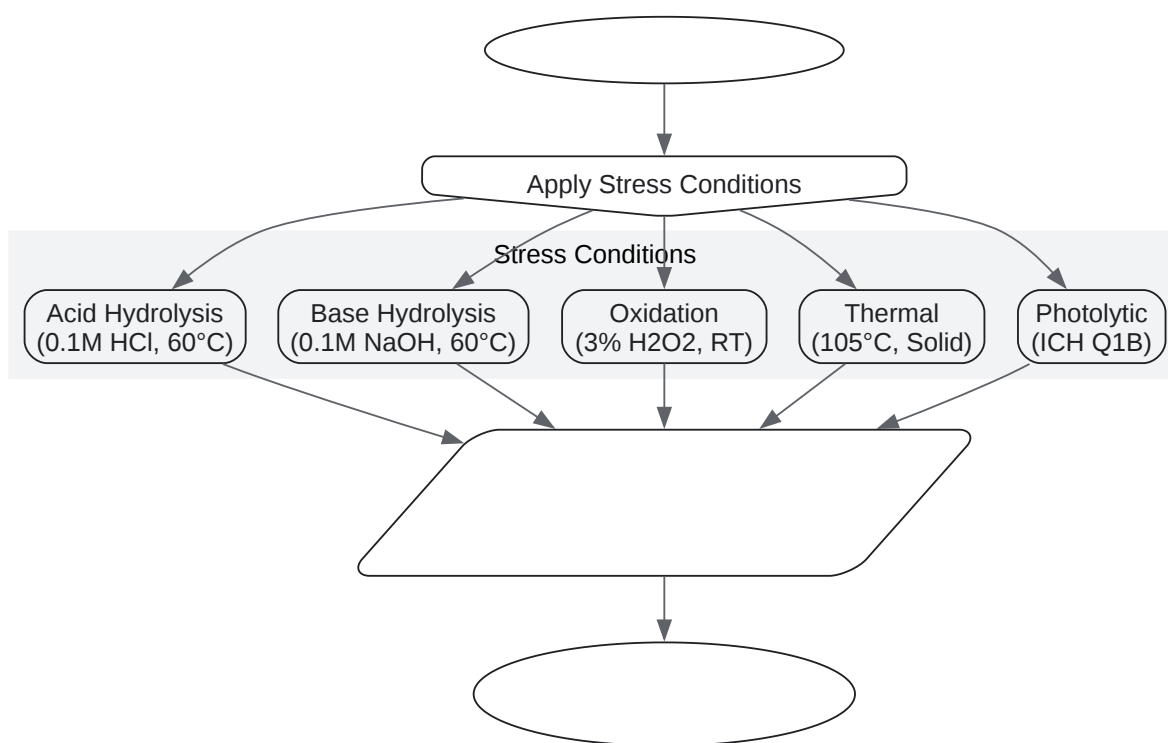 Apply Stress Conditions
Stress Conditions
Acid Hydrolysis
(0.1M HCl, 60°C)
Base Hydrolysis
(0.1M NaOH, 60°C)
Oxidation
(3% H2O2, RT)
Thermal
(105°C, Solid)
Photolytic
(ICH Q1B)